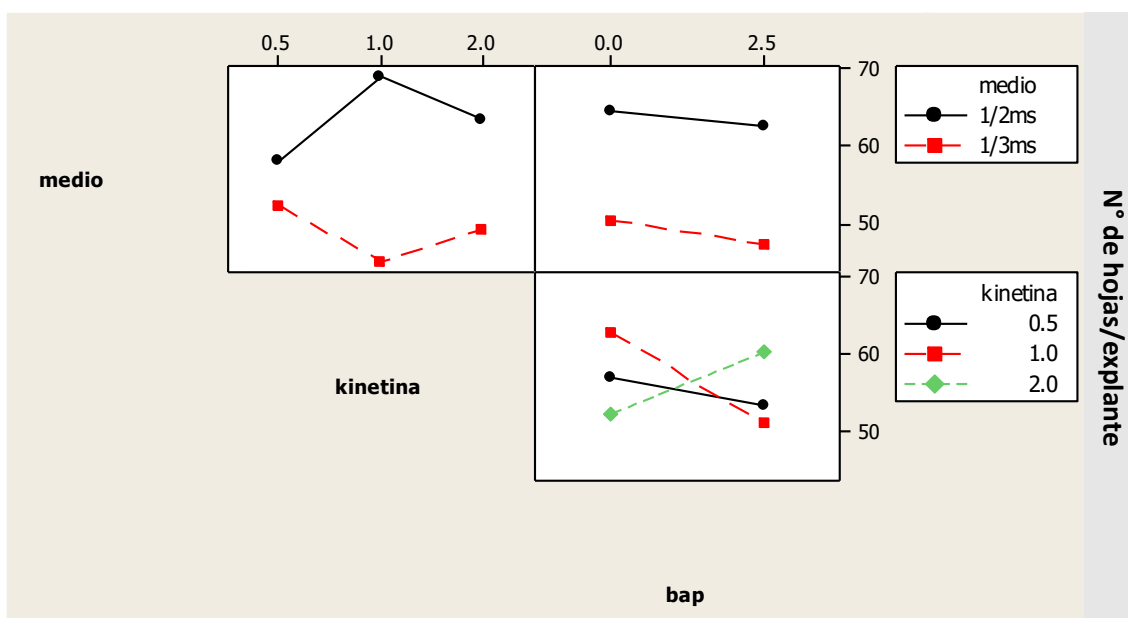 0.5 1.0 2.0 0.0 2.5
70
60
50
medio
medio
1/2ms
1/3ms
70
60
50
kinetina
kinetina
0.5
1.0
2.0
bap
N° de hojas/explante